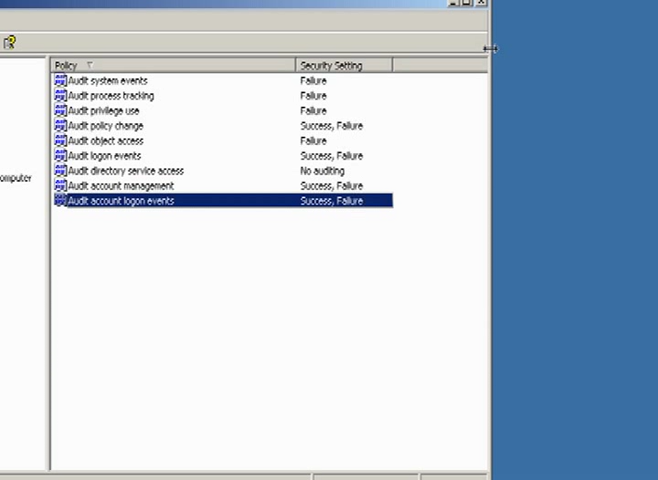 Policy Security Setting
Audit system events Failure
Audit process tracking Failure
Audit privilege use Failure
Audit policy change Success, Failure
Audit object access Failure
Audit logon events Success, Failure
Audit directory service access No auditing
Audit account management Success, Failure
omputer
Audit account logon events Success, Failure